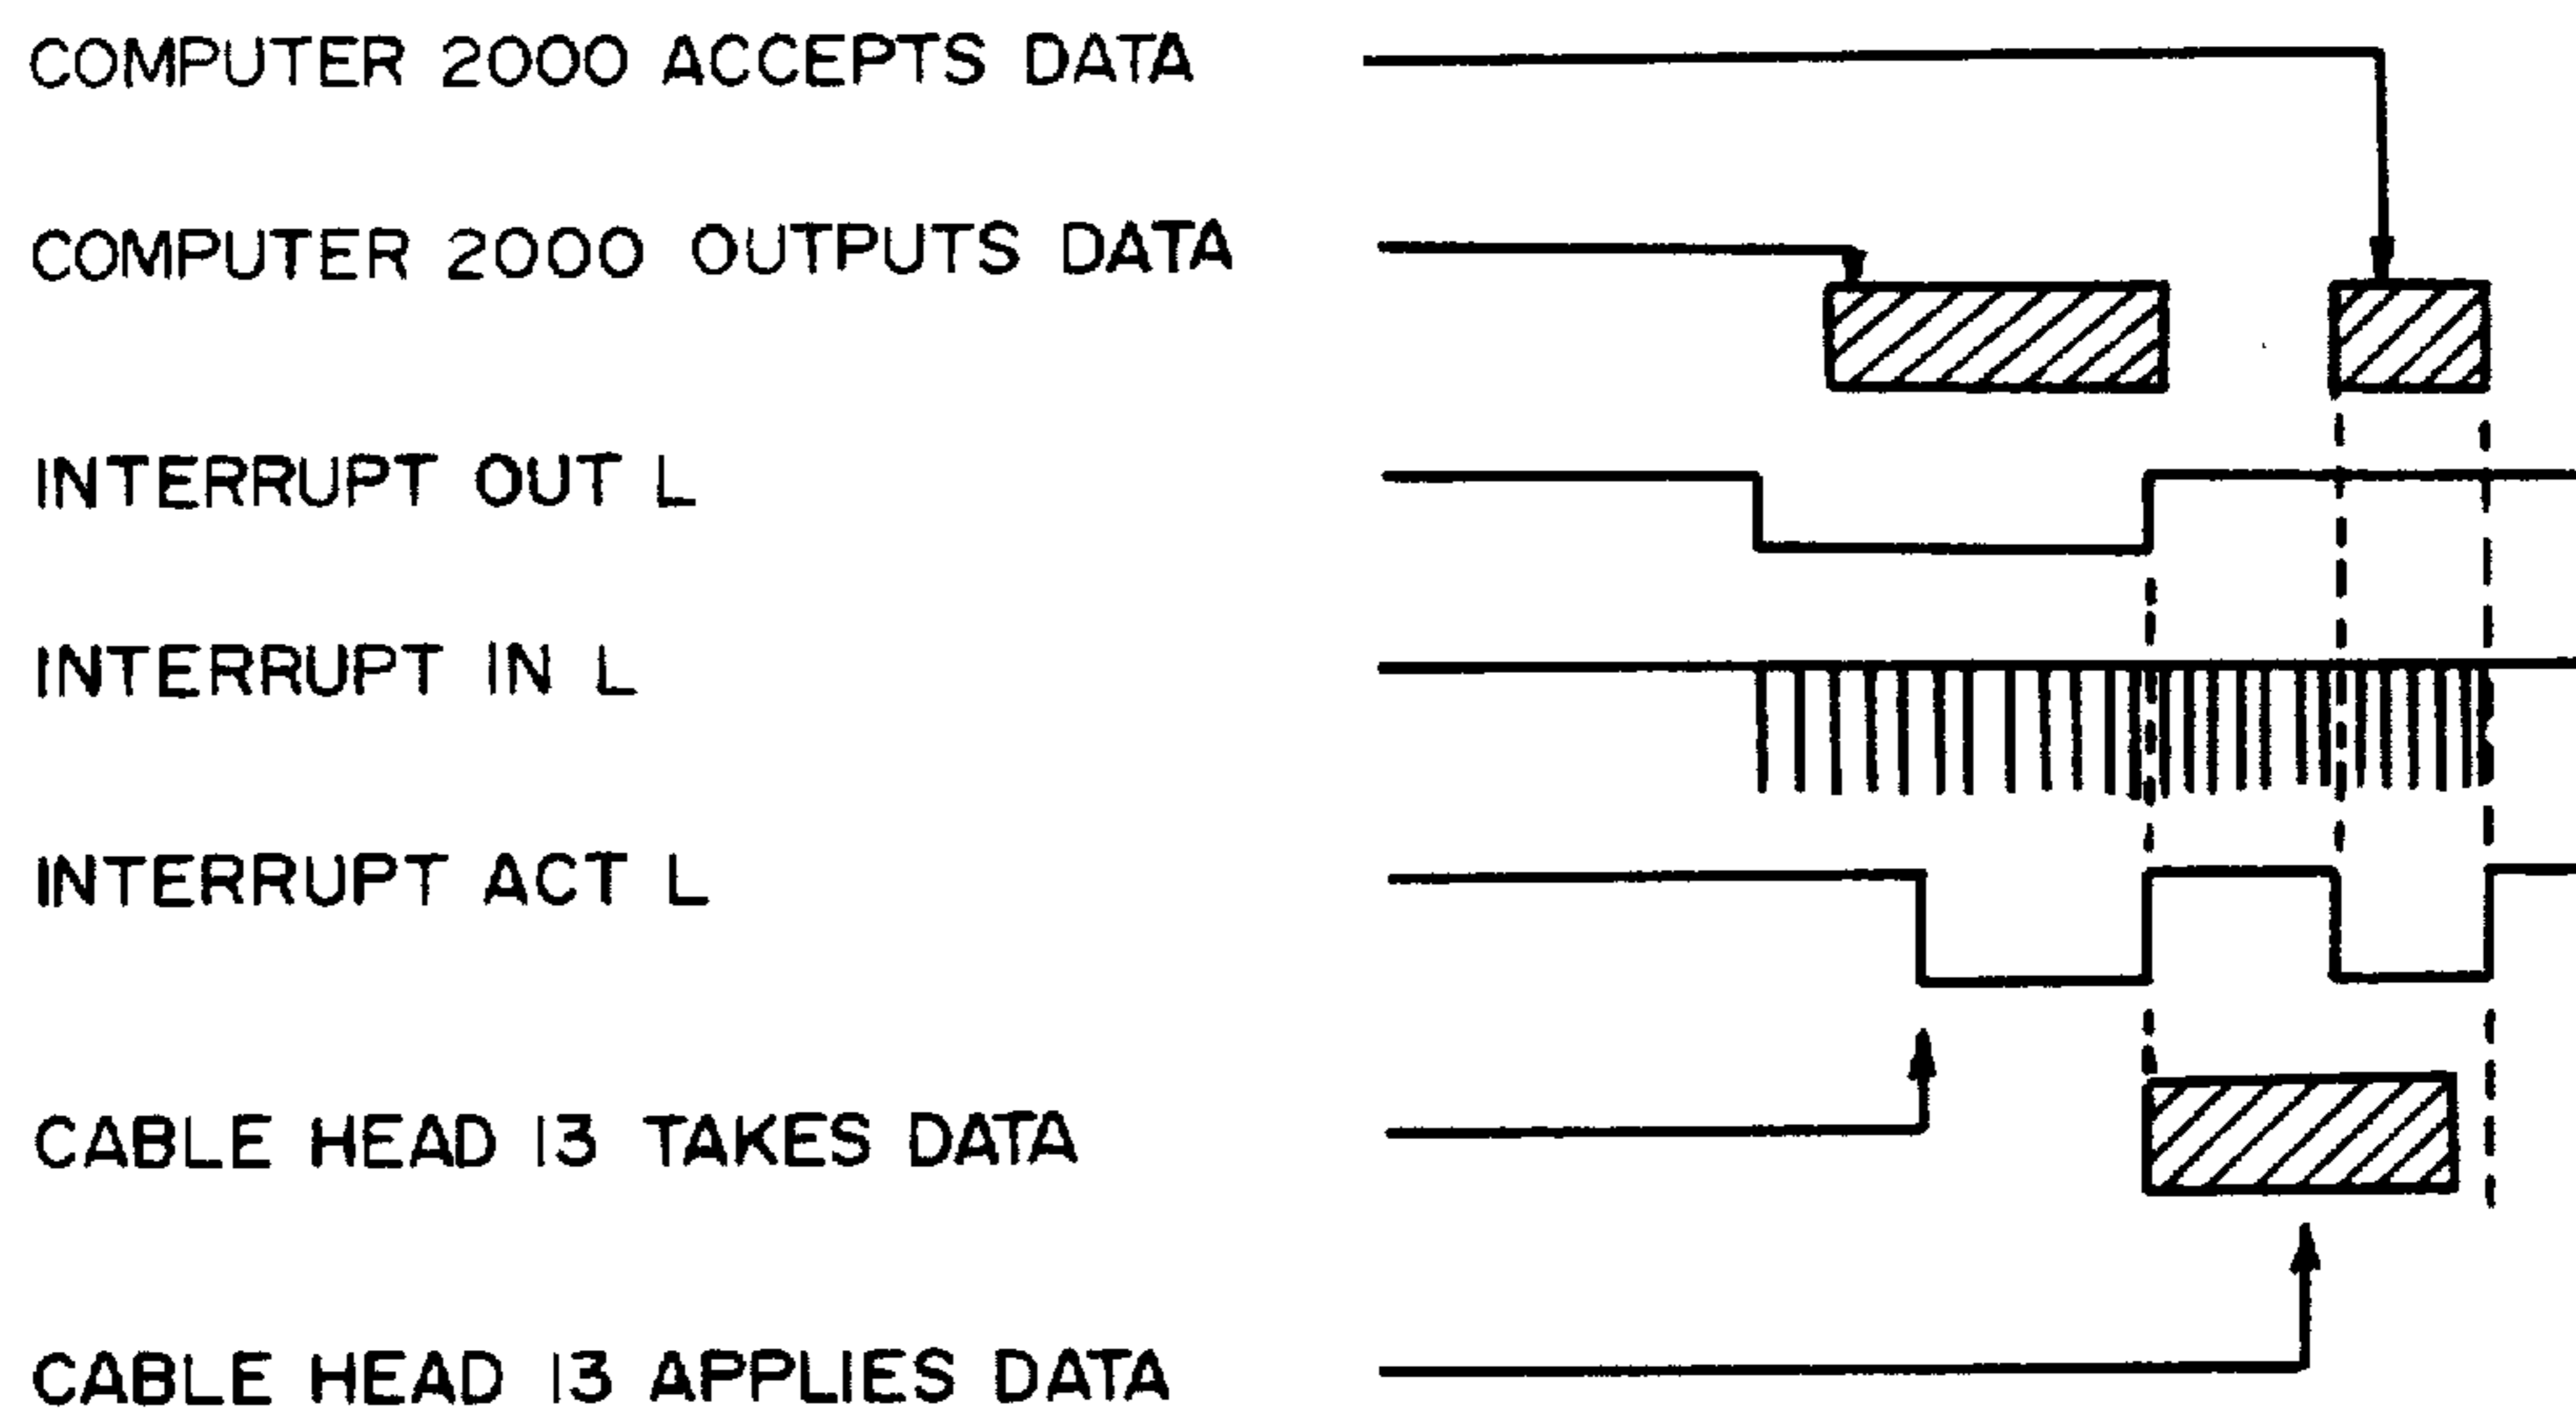 COMPUTER 2000 ACCEPTS DATA
COMPUTER 2000 OUTPUTS DATA
INTERRUPT OUT L
INTERRUPT IN L
INTERRUPT ACT L
CABLE HEAD 13 TAKES DATA
CABLE HEAD 13 APPLIES DATA